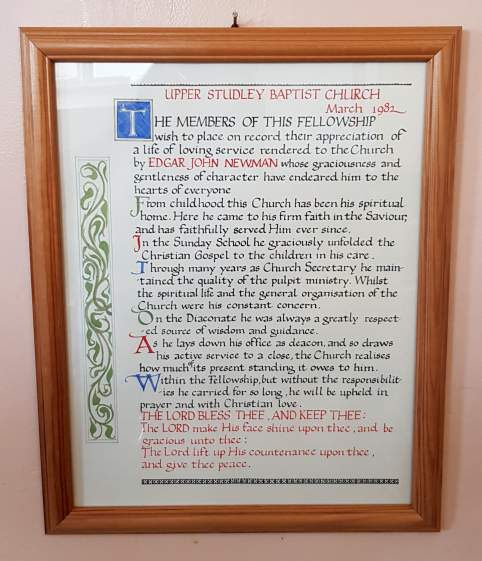 UPPER STUDLEY BAPTIST CHURCH
March 1982
THE MEMBERS OF THIS FELLOWSHIP
wish to place on record their appreciation of
a life of loving service rendered to the Church
by EDGAR JOHN NEWMAN whose graciousness and
gentleness of character have endeared him to the
hearts of everyone
From childhood this Church has been his spiritual
home. Here he came to his firm faith in the Saviour,
and has faithfully served Him ever since.
In the Sunday School he graciously unfolded the
Christian Gospel to the children in his care.
Through many years as Church Secretary he main-
tained the quality of the pulpit ministry. Whilst
the spiritual life and the general organisation of the
Church were his constant concern.
On the Diaconate he was always a greatly respect-
ed source of wisdom and guidance.
As he lays down his office as deacon, and so draws
his active service to a close, the Church realises
how much of its present standing it owes to him.
Within the Fellowship, but without the responsibilit-
ies he carried for so long, he will be upheld in
prayer and with Christian love.
THE LORD BLESS THEE, AND KEEP THEE:
The LORD make His face shine upon thee, and be
gracious unto thee:
The Lord lift up His countenance upon thee,
and give thee peace.